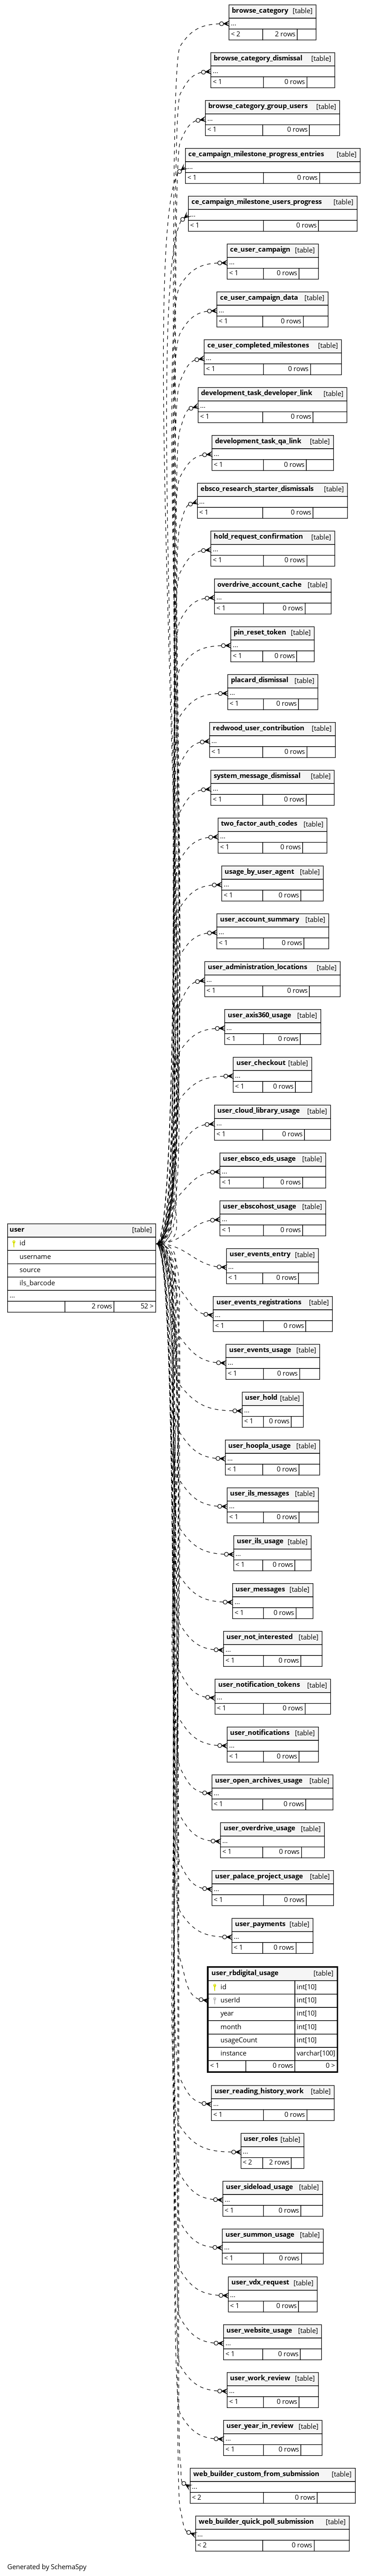 browse_category [table]
...
< 2 2 rows
browse_category_dismissal [table]
...
< 1 0 rows
browse_category_group_users [table]
...
< 1 0 rows
ce_campaign_milestone_progress_entries [table]
...
< 1 0 rows
ce_campaign_milestone_users_progress [table]
...
< 1 0 rows
ce_user_campaign [table]
...
< 1 0 rows
ce_user_campaign_data [table]
...
< 1 0 rows
ce_user_completed_milestones [table]
...
< 1 0 rows
development_task_developer_link [table]
...
< 1 0 rows
development_task_qa_link [table]
...
< 1 0 rows
ebsco_research_starter_dismissals [table]
...
< 1 0 rows
hold_request_confirmation [table]
...
< 1 0 rows
overdrive_account_cache [table]
...
< 1 0 rows
pin_reset_token [table]
...
< 1 0 rows
placard_dismissal [table]
...
< 1 0 rows
redwood_user_contribution [table]
...
< 1 0 rows
system_message_dismissal [table]
...
< 1 0 rows
two_factor_auth_codes [table]
...
< 1 0 rows
usage_by_user_agent [table]
...
< 1 0 rows
user_account_summary [table]
...
< 1 0 rows
user_administration_locations [table]
...
< 1 0 rows
user_axis360_usage [table]
...
< 1 0 rows
user_checkout [table]
...
< 1 0 rows
user_cloud_library_usage [table]
...
< 1 0 rows
user_ebsco_eds_usage [table]
...
< 1 0 rows
user_ebscohost_usage [table]
...
< 1 0 rows
user [table]
id
username
source
ils_barcode
...
2 rows 52 >
user_events_entry [table]
...
< 1 0 rows
user_events_registrations [table]
...
< 1 0 rows
user_events_usage [table]
...
< 1 0 rows
user_hold [table]
...
< 1 0 rows
user_hoopla_usage [table]
...
< 1 0 rows
user_ils_messages [table]
...
< 1 0 rows
user_ils_usage [table]
...
< 1 0 rows
user_messages [table]
...
< 1 0 rows
user_not_interested [table]
...
< 1 0 rows
user_notification_tokens [table]
...
< 1 0 rows
user_notifications [table]
...
< 1 0 rows
user_open_archives_usage [table]
...
< 1 0 rows
user_overdrive_usage [table]
...
< 1 0 rows
user_palace_project_usage [table]
...
< 1 0 rows
user_payments [table]
...
< 1 0 rows
user_rbdigital_usage [table]
id int[10]
userId int[10]
year int[10]
month int[10]
usageCount int[10]
instance varchar[100]
< 1 0 rows 0 >
user_reading_history_work [table]
...
< 1 0 rows
user_roles [table]
...
< 2 2 rows
user_sideload_usage [table]
...
< 1 0 rows
user_summon_usage [table]
...
< 1 0 rows
user_vdx_request [table]
...
< 1 0 rows
user_website_usage [table]
...
< 1 0 rows
user_work_review [table]
...
< 1 0 rows
user_year_in_review [table]
...
< 1 0 rows
web_builder_custom_from_submission [table]
...
< 2 0 rows
web_builder_quick_poll_submission [table]
...
< 2 0 rows
Generated by SchemaSpy